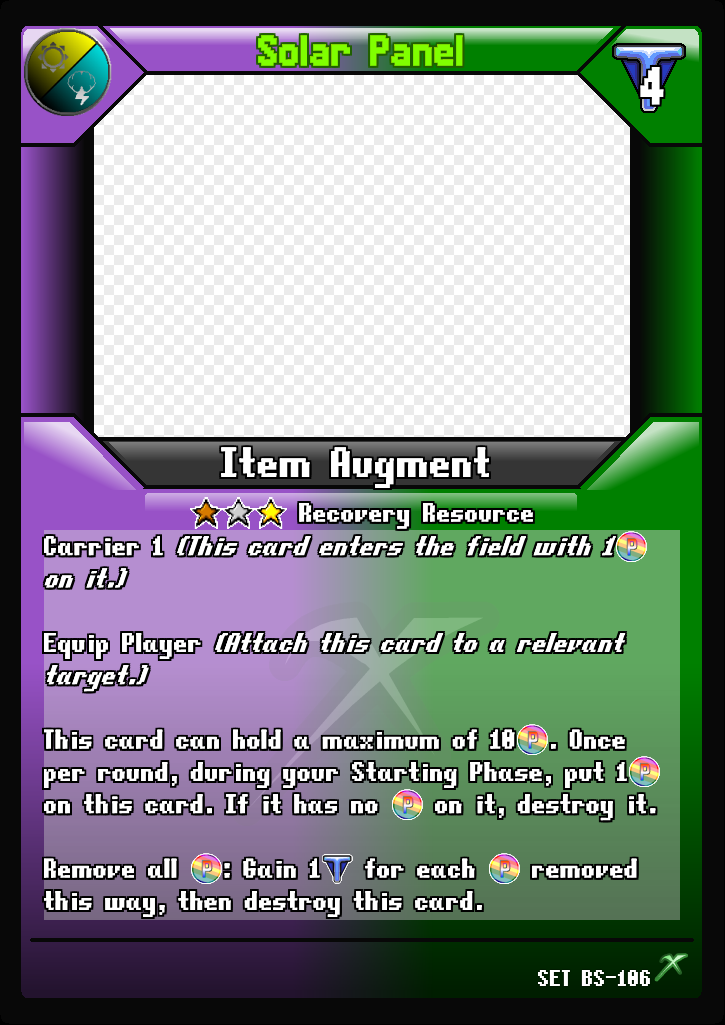 Solar Panel
4
Item Augment
Recovery Resource
Carrier 1 (This card enters the field with 1 P
on it.)
Equip Player (Attach this card to a relevant
target.)
This card can hold a maximum of 10 P. Once
per round, during your Starting Phase, put 1 P
on this card. If it has no P on it, destroy it.
Remove all P: Gain 1 T for each P removed
this way, then destroy this card.
SET BS-106